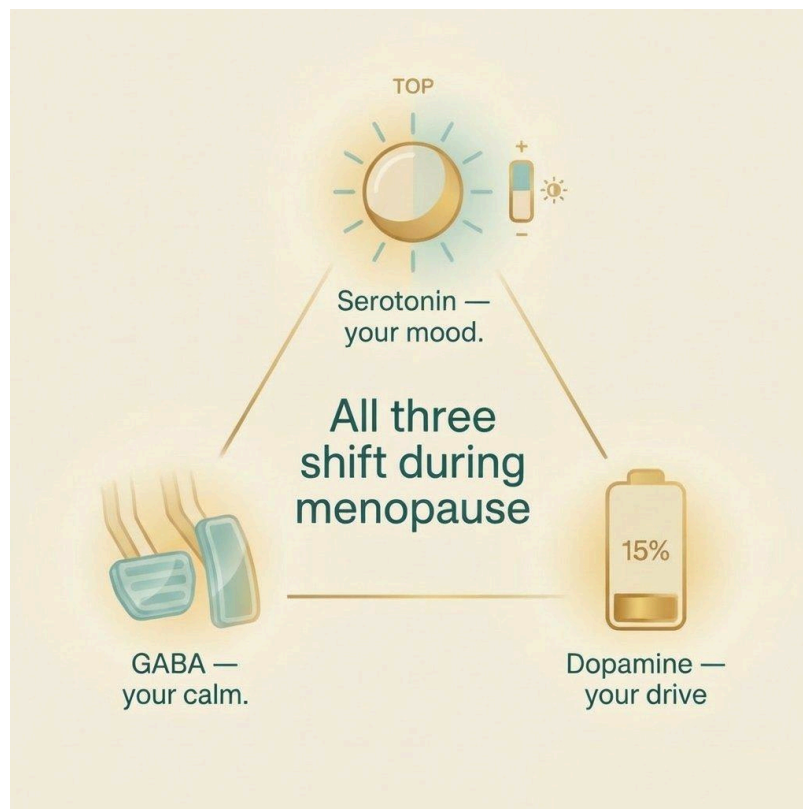 TOP
+
−
Serotonin —
your mood.
All three
shift during
menopause
15%
GABA —
your calm.
Dopamine —
your drive